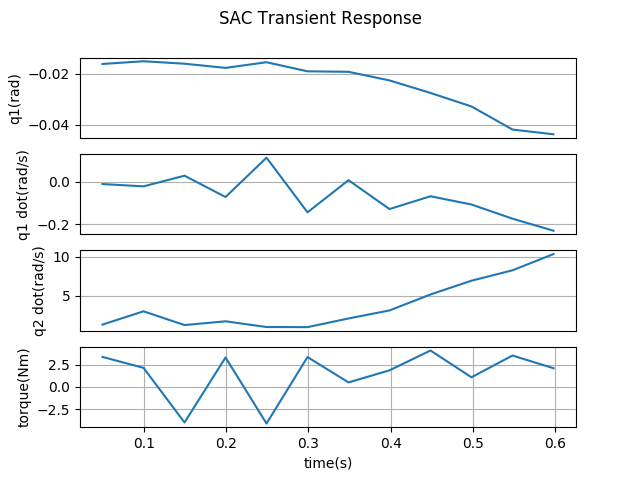 SAC Transient Response
q1(rad)
−0.02
−0.04
q1 dot(rad/s)
0.0
−0.2
q2 dot(rad/s)
10
5
torque(Nm)
2.5
0.0
−2.5
0.1 0.2 0.3 0.4 0.5 0.6
time(s)